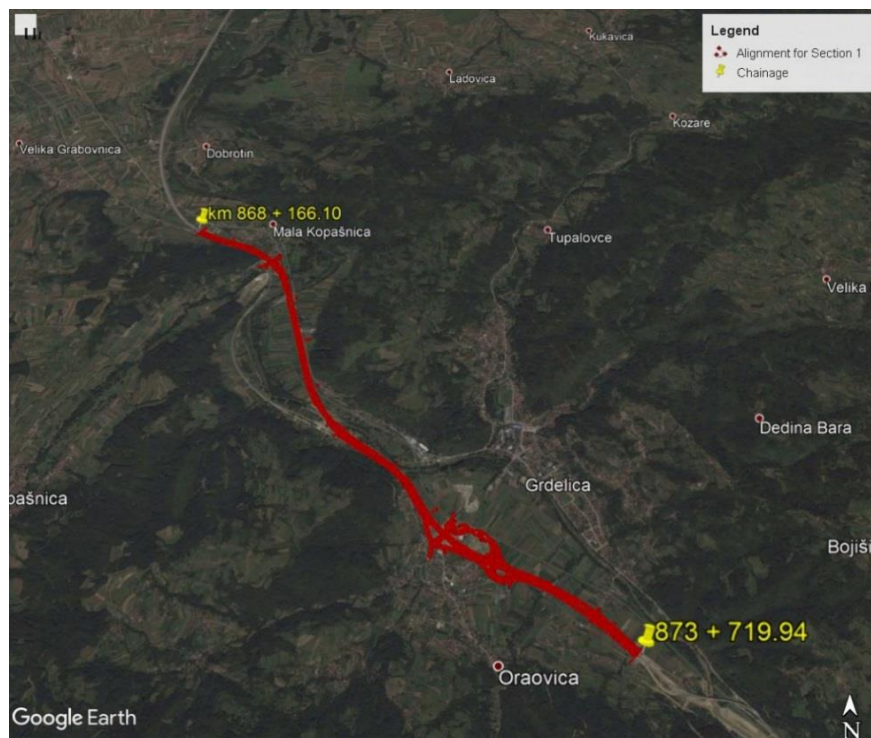 Legend
Alignment for Section 1
Chainage
Kukavica
Ladovica
Kozare
Velika Grabovnica
Dobrotin
km 868 + 166.10
Mala Kopašnica
Tupalovce
Velika
Dedina Bara
Grdelica
pašnica
Bojiši
873 + 719.94
Oraovica
Google Earth
N